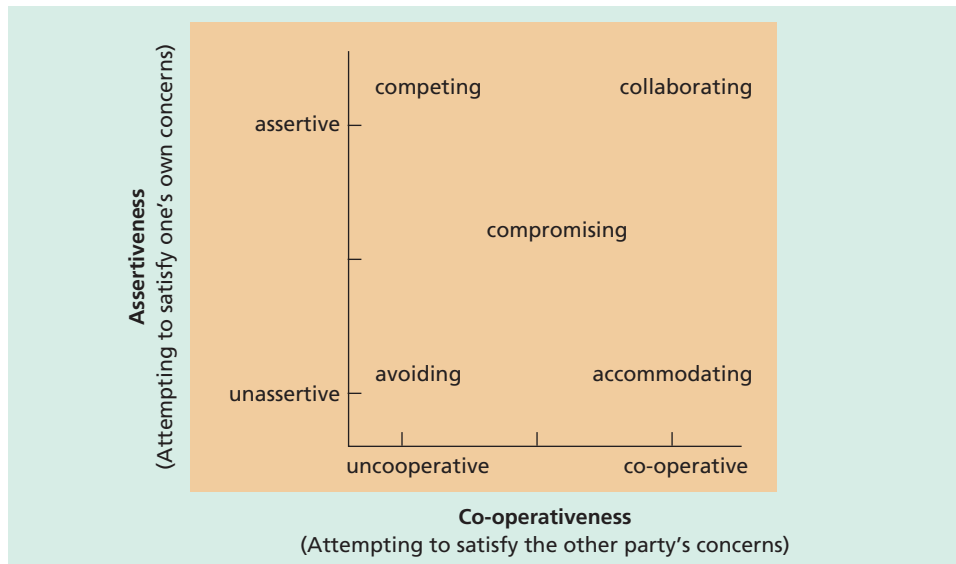 Assertiveness
(Attempting to satisfy one's own concerns)
competing
collaborating
assertive
compromising
avoiding
accommodating
unassertive
uncooperative
co-operative
Co-operativeness
(Attempting to satisfy the other party's concerns)